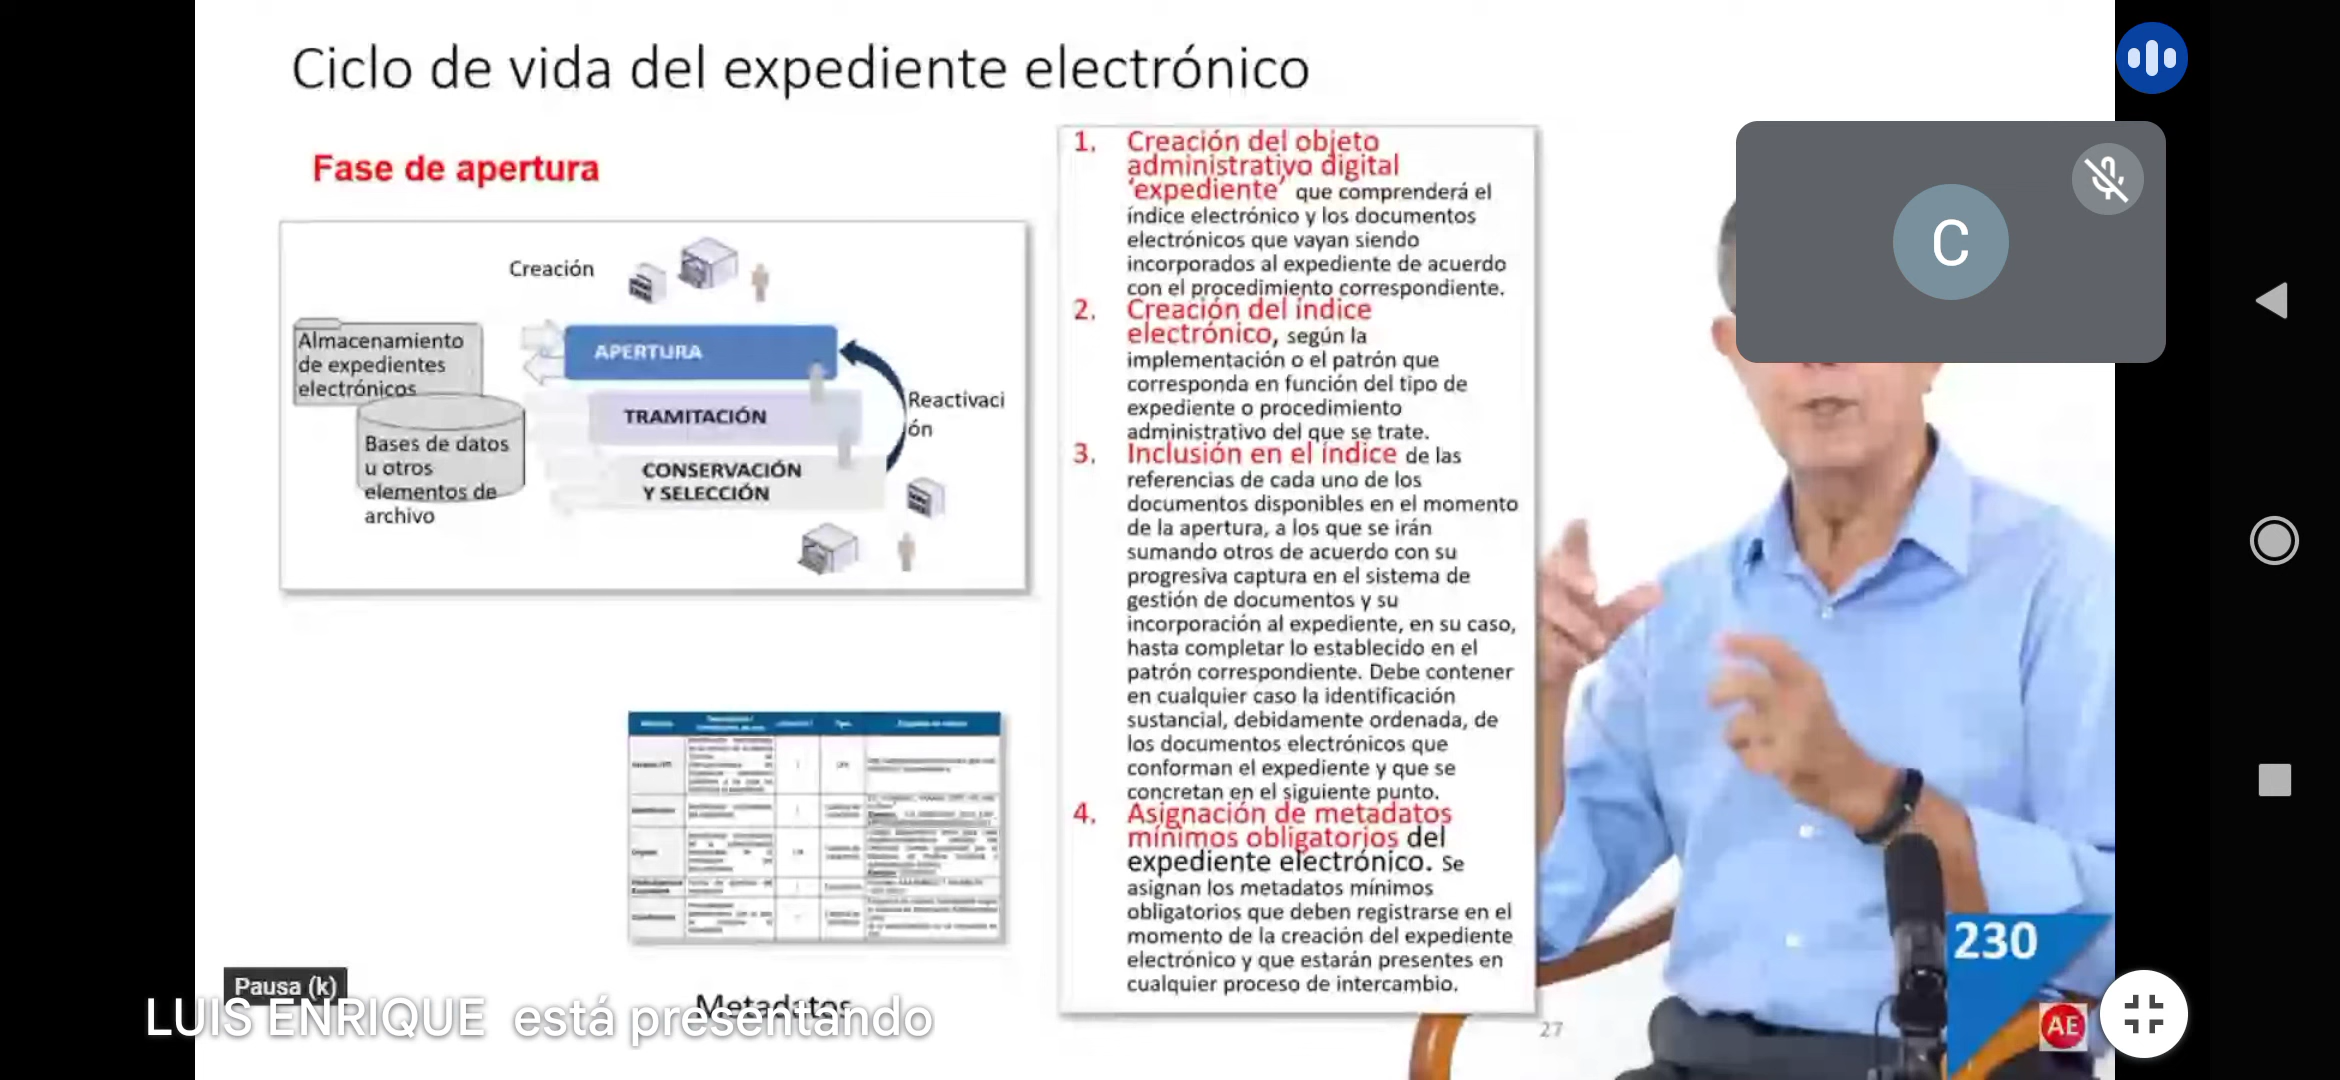 Ciclo de vida del expediente electrónico
Fase de apertura
Creación
Almacenamiento
de expedientes
electrónicos
Bases de datos
u otros
elementos de
archivo
APERTURA
TRAMITACIÓN
CONSERVACIÓN
Y SELECCIÓN
Reactivaci
ón
1. Creación del objeto
administrativo digital
'expediente' que comprenderá el
índice electrónico y los documentos
electrónicos que vayan siendo
incorporados al expediente de acuerdo
con el procedimiento correspondiente.
2. Creación del índice
electrónico, según la
implementación o el patrón que
corresponda en función del tipo de
expediente o procedimiento
administrativo del que se trate.
3. Inclusión en el índice de las
referencias de cada uno de los
documentos disponibles en el momento
de la apertura, a los que se irán
sumando otros de acuerdo con su
progresiva captura en el sistema de
gestión de documentos y su
incorporación al expediente, en su caso,
hasta completar lo establecido en el
patrón correspondiente. Debe contener
en cualquier caso la identificación
sustancial, debidamente ordenada, de
los documentos electrónicos que
conforman el expediente y que se
concretan en el siguiente punto.
4. Asignación de metadatos
mínimos obligatorios del
expediente electrónico. Se
asignan los metadatos mínimos
obligatorios que deben registrarse en el
momento de la creación del expediente
electrónico y que estarán presentes en
cualquier proceso de intercambio.
Metadatos
Pausa (k)
LUIS ENRIQUE está presentando
27
C
230
AE